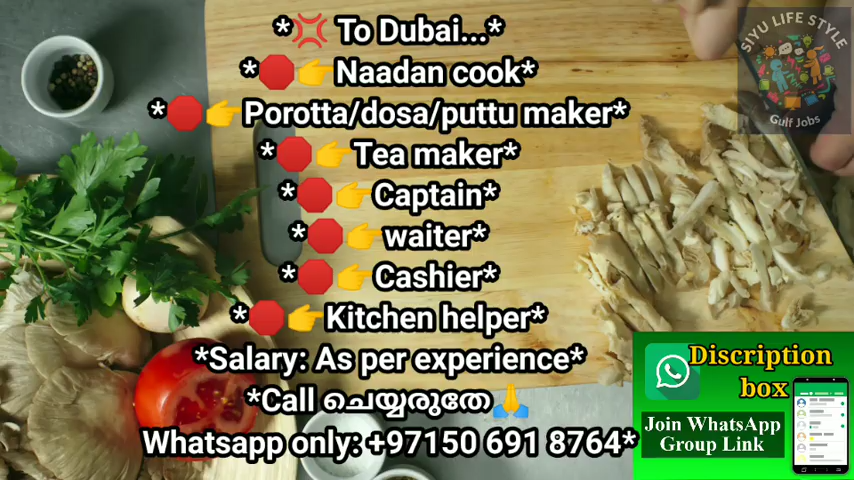 *💢 To Dubai...*
*🛑👉Naadan cook*
*🛑👉Porotta/dosa/puttu maker*
*🛑👉Tea maker*
*🛑👉Captain*
*🛑👉waiter*
*🛑👉Cashier*
*🛑👉Kitchen helper*
*Salary: As per experience*
*Call ചെയ്യരുതേ🙏
Whatsapp only: +97150 691 8764*
SIYU LIFE STYLE
Gulf Jobs
Discription
box
Join WhatsApp
Group Link